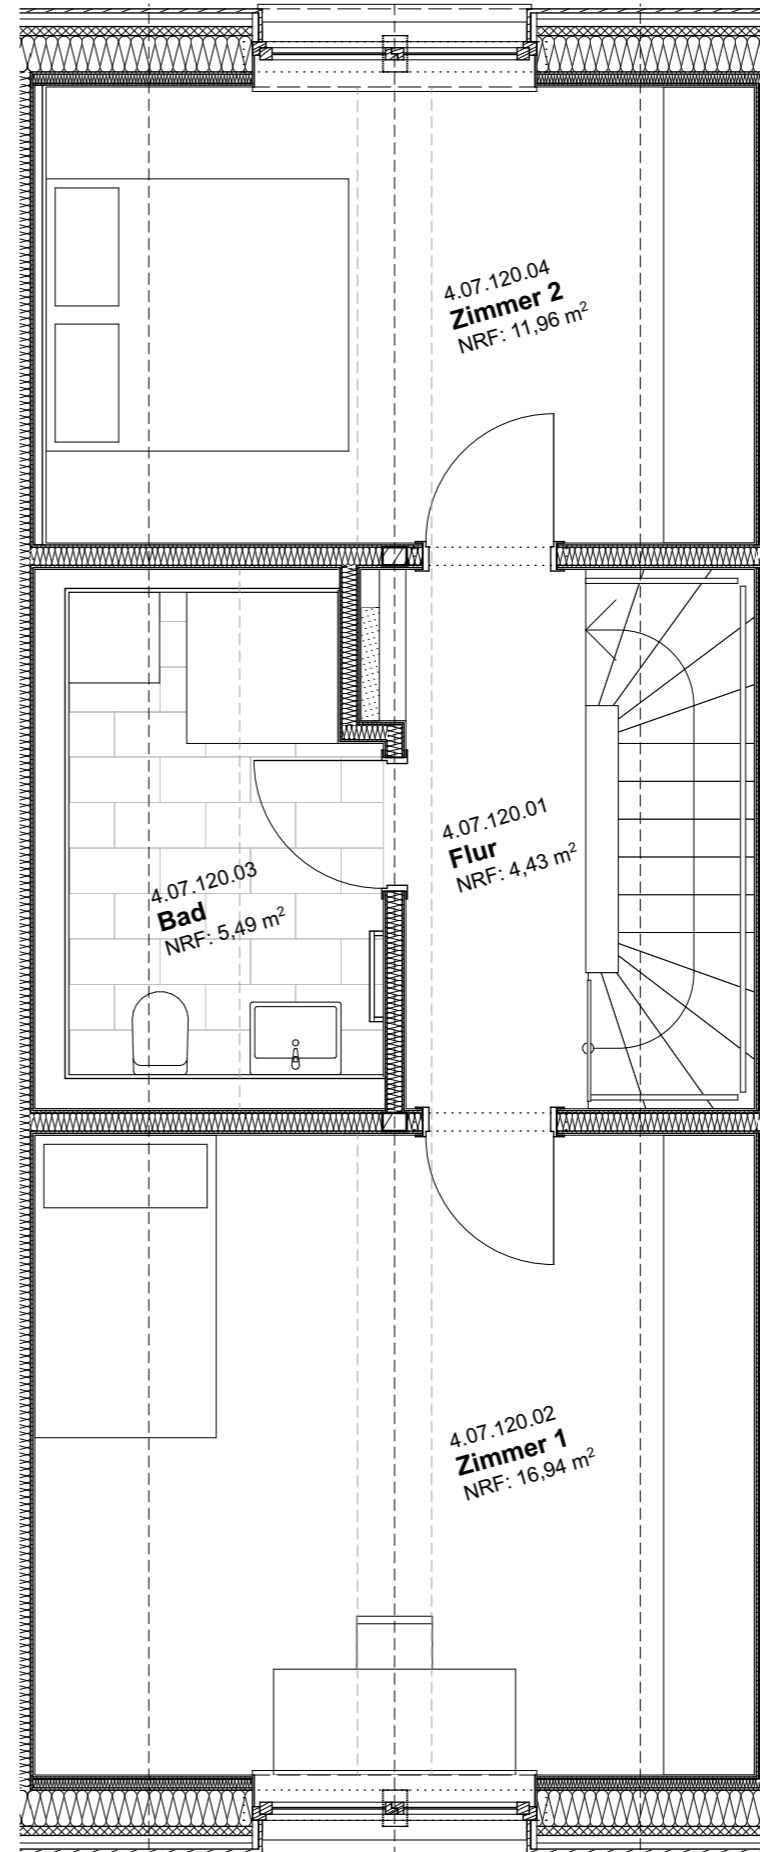 4.07.120.04
Zimmer 2
NRF: 11,96 m²
4.07.120.01
Flur
NRF: 4,43 m²
4.07.120.03
Bad
NRF: 5,49 m²
4.07.120.02
Zimmer 1
NRF: 16,94 m²